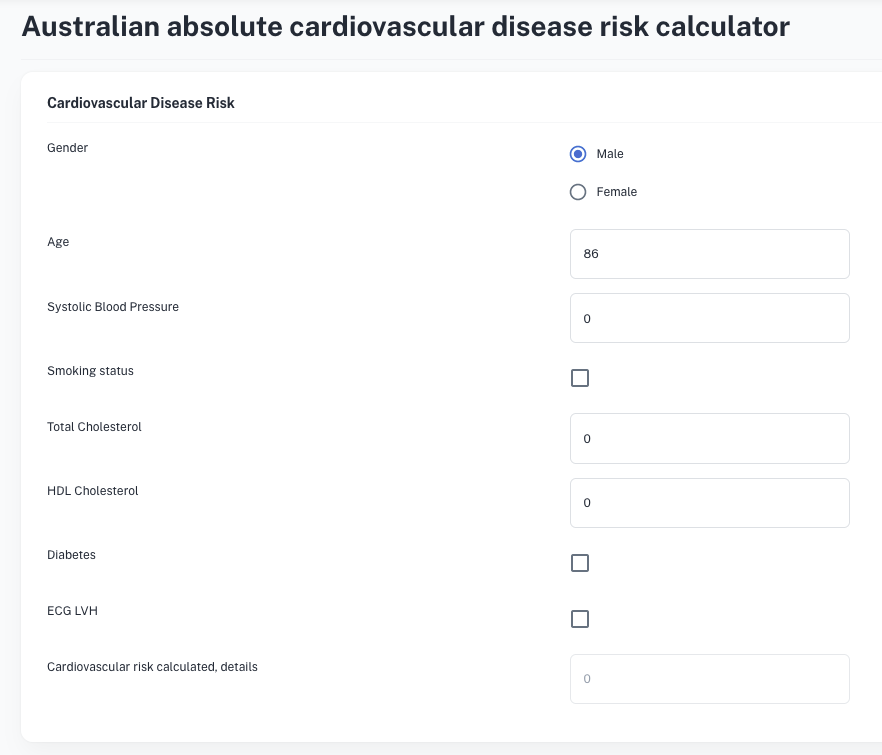 Australian absolute cardiovascular disease risk calculator
Cardiovascular Disease Risk
Gender
Male
Female
Age
86
Systolic Blood Pressure
0
Smoking status
Total Cholesterol
0
HDL Cholesterol
0
Diabetes
ECG LVH
Cardiovascular risk calculated, details
0